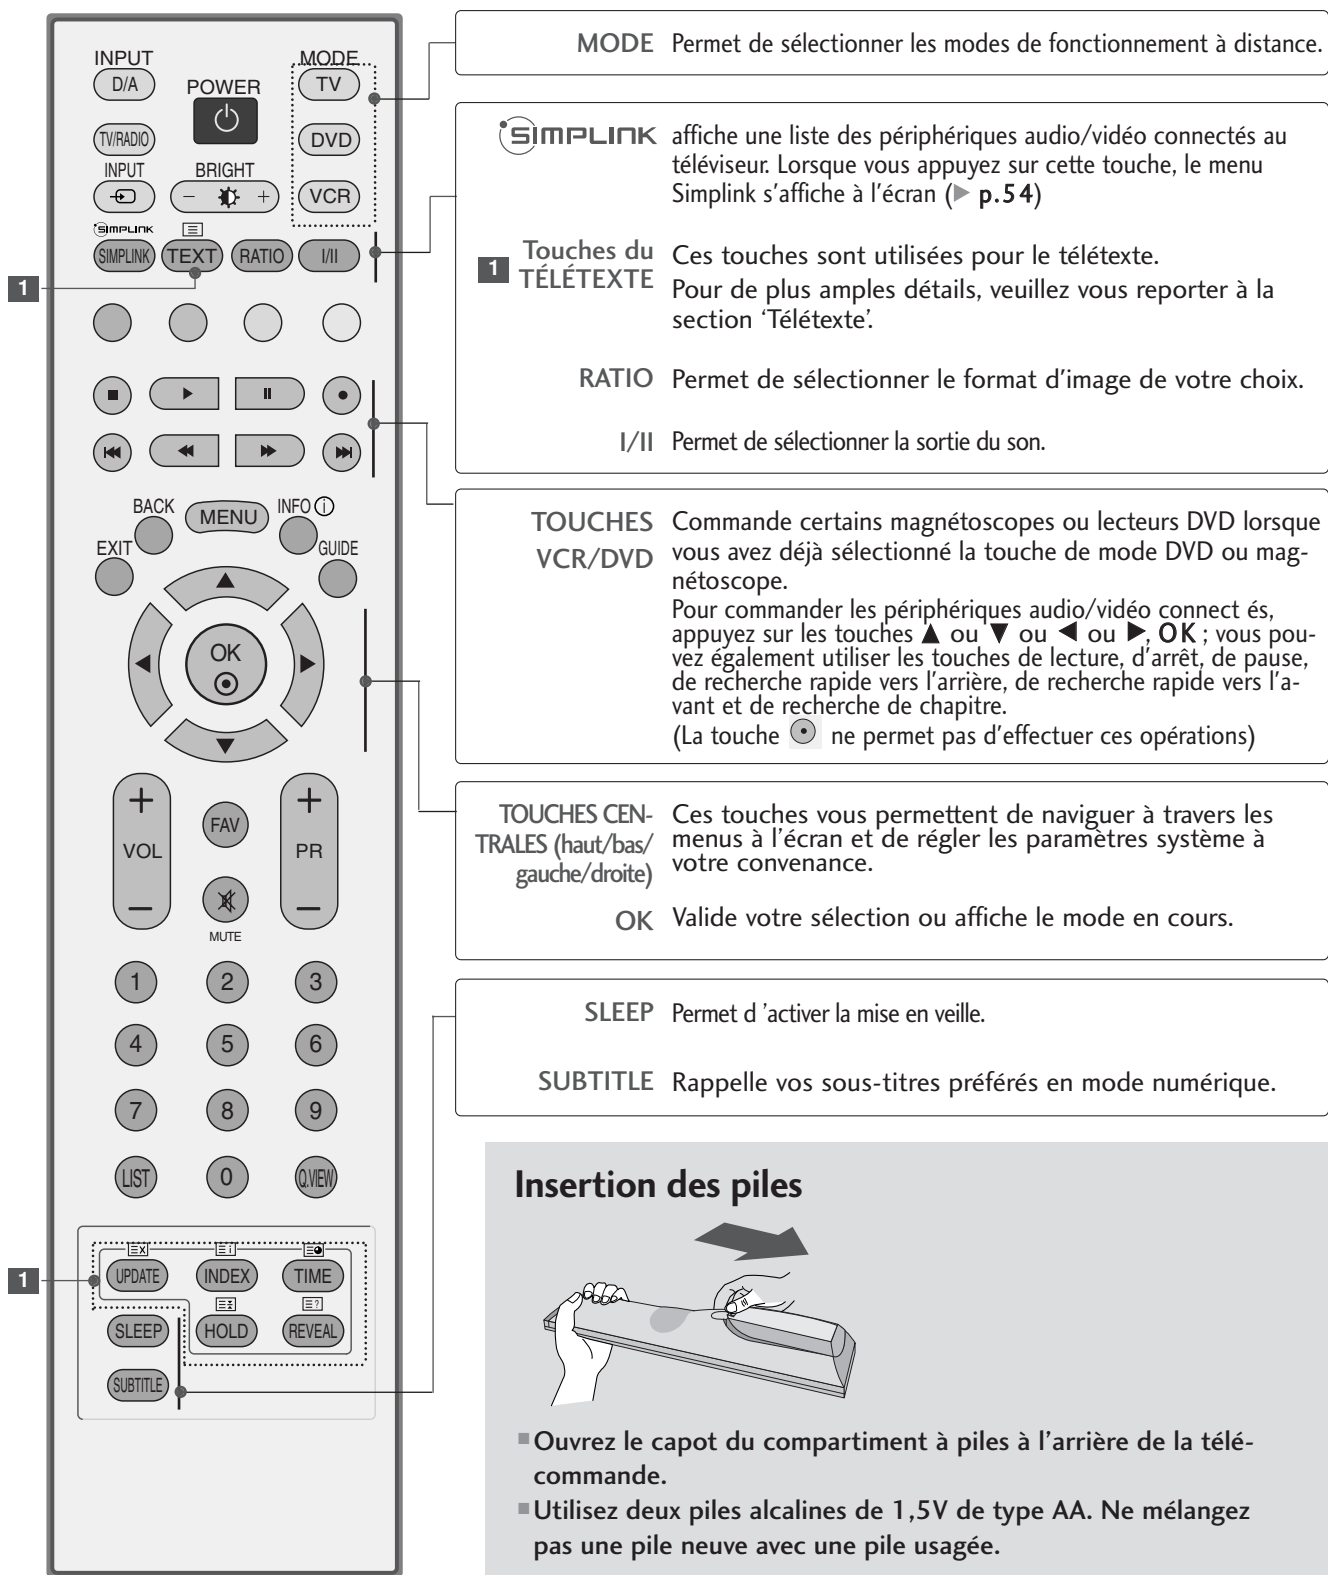 INPUT
MODE
D/A
POWER
TV
TV/RADIO
DVD
INPUT
BRIGHT
- +
VCR
SIMPLINK
SIMPLINK TEXT RATIO I/II
1
BACK
MENU
INFO i
EXIT
GUIDE
OK
+ +
FAV
VOL PR
- -
MUTE
1 2 3
4 5 6
7 8 9
LIST 0 Q.VIEW
1
UPDATE INDEX TIME
SLEEP HOLD REVEAL
SUBTITLE
MODE Permet de sélectionner les modes de fonctionnement à distance.
SIMPLINK affiche une liste des périphériques audio/vidéo connectés au
téléviseur. Lorsque vous appuyez sur cette touche, le menu
Simplink s'affiche à l'écran (▶ p.54)
1 Touches du
TÉLÉTEXTE
Ces touches sont utilisées pour le télétexte.
Pour de plus amples détails, veuillez vous reporter à la
section ‘Télétexte’.
RATIO Permet de sélectionner le format d'image de votre choix.
I/II Permet de sélectionner la sortie du son.
TOUCHES
VCR/DVD
Commande certains magnétoscopes ou lecteurs DVD lorsque
vous avez déjà sélectionné la touche de mode DVD ou mag-
nétoscope.
Pour commander les périphériques audio/vidéo connect és,
appuyez sur les touches ▲ ou ▼ ou ◀ ou ▶, OK ; vous pou-
vez également utiliser les touches de lecture, d'arrêt, de pause,
de recherche rapide vers l'arrière, de recherche rapide vers l'a-
vant et de recherche de chapitre.
(La touche ⊙ ne permet pas d'effectuer ces opérations)
TOUCHES CEN-
TRALES (haut/bas/
gauche/droite)
Ces touches vous permettent de naviguer à travers les
menus à l'écran et de régler les paramètres système à
votre convenance.
OK Valide votre sélection ou affiche le mode en cours.
SLEEP Permet d ’activer la mise en veille.
SUBTITLE Rappelle vos sous-titres préférés en mode numérique.
Insertion des piles
■ Ouvrez le capot du compartiment à piles à l'arrière de la télé-
commande.
■ Utilisez deux piles alcalines de 1,5V de type AA. Ne mélangez
pas une pile neuve avec une pile usagée.